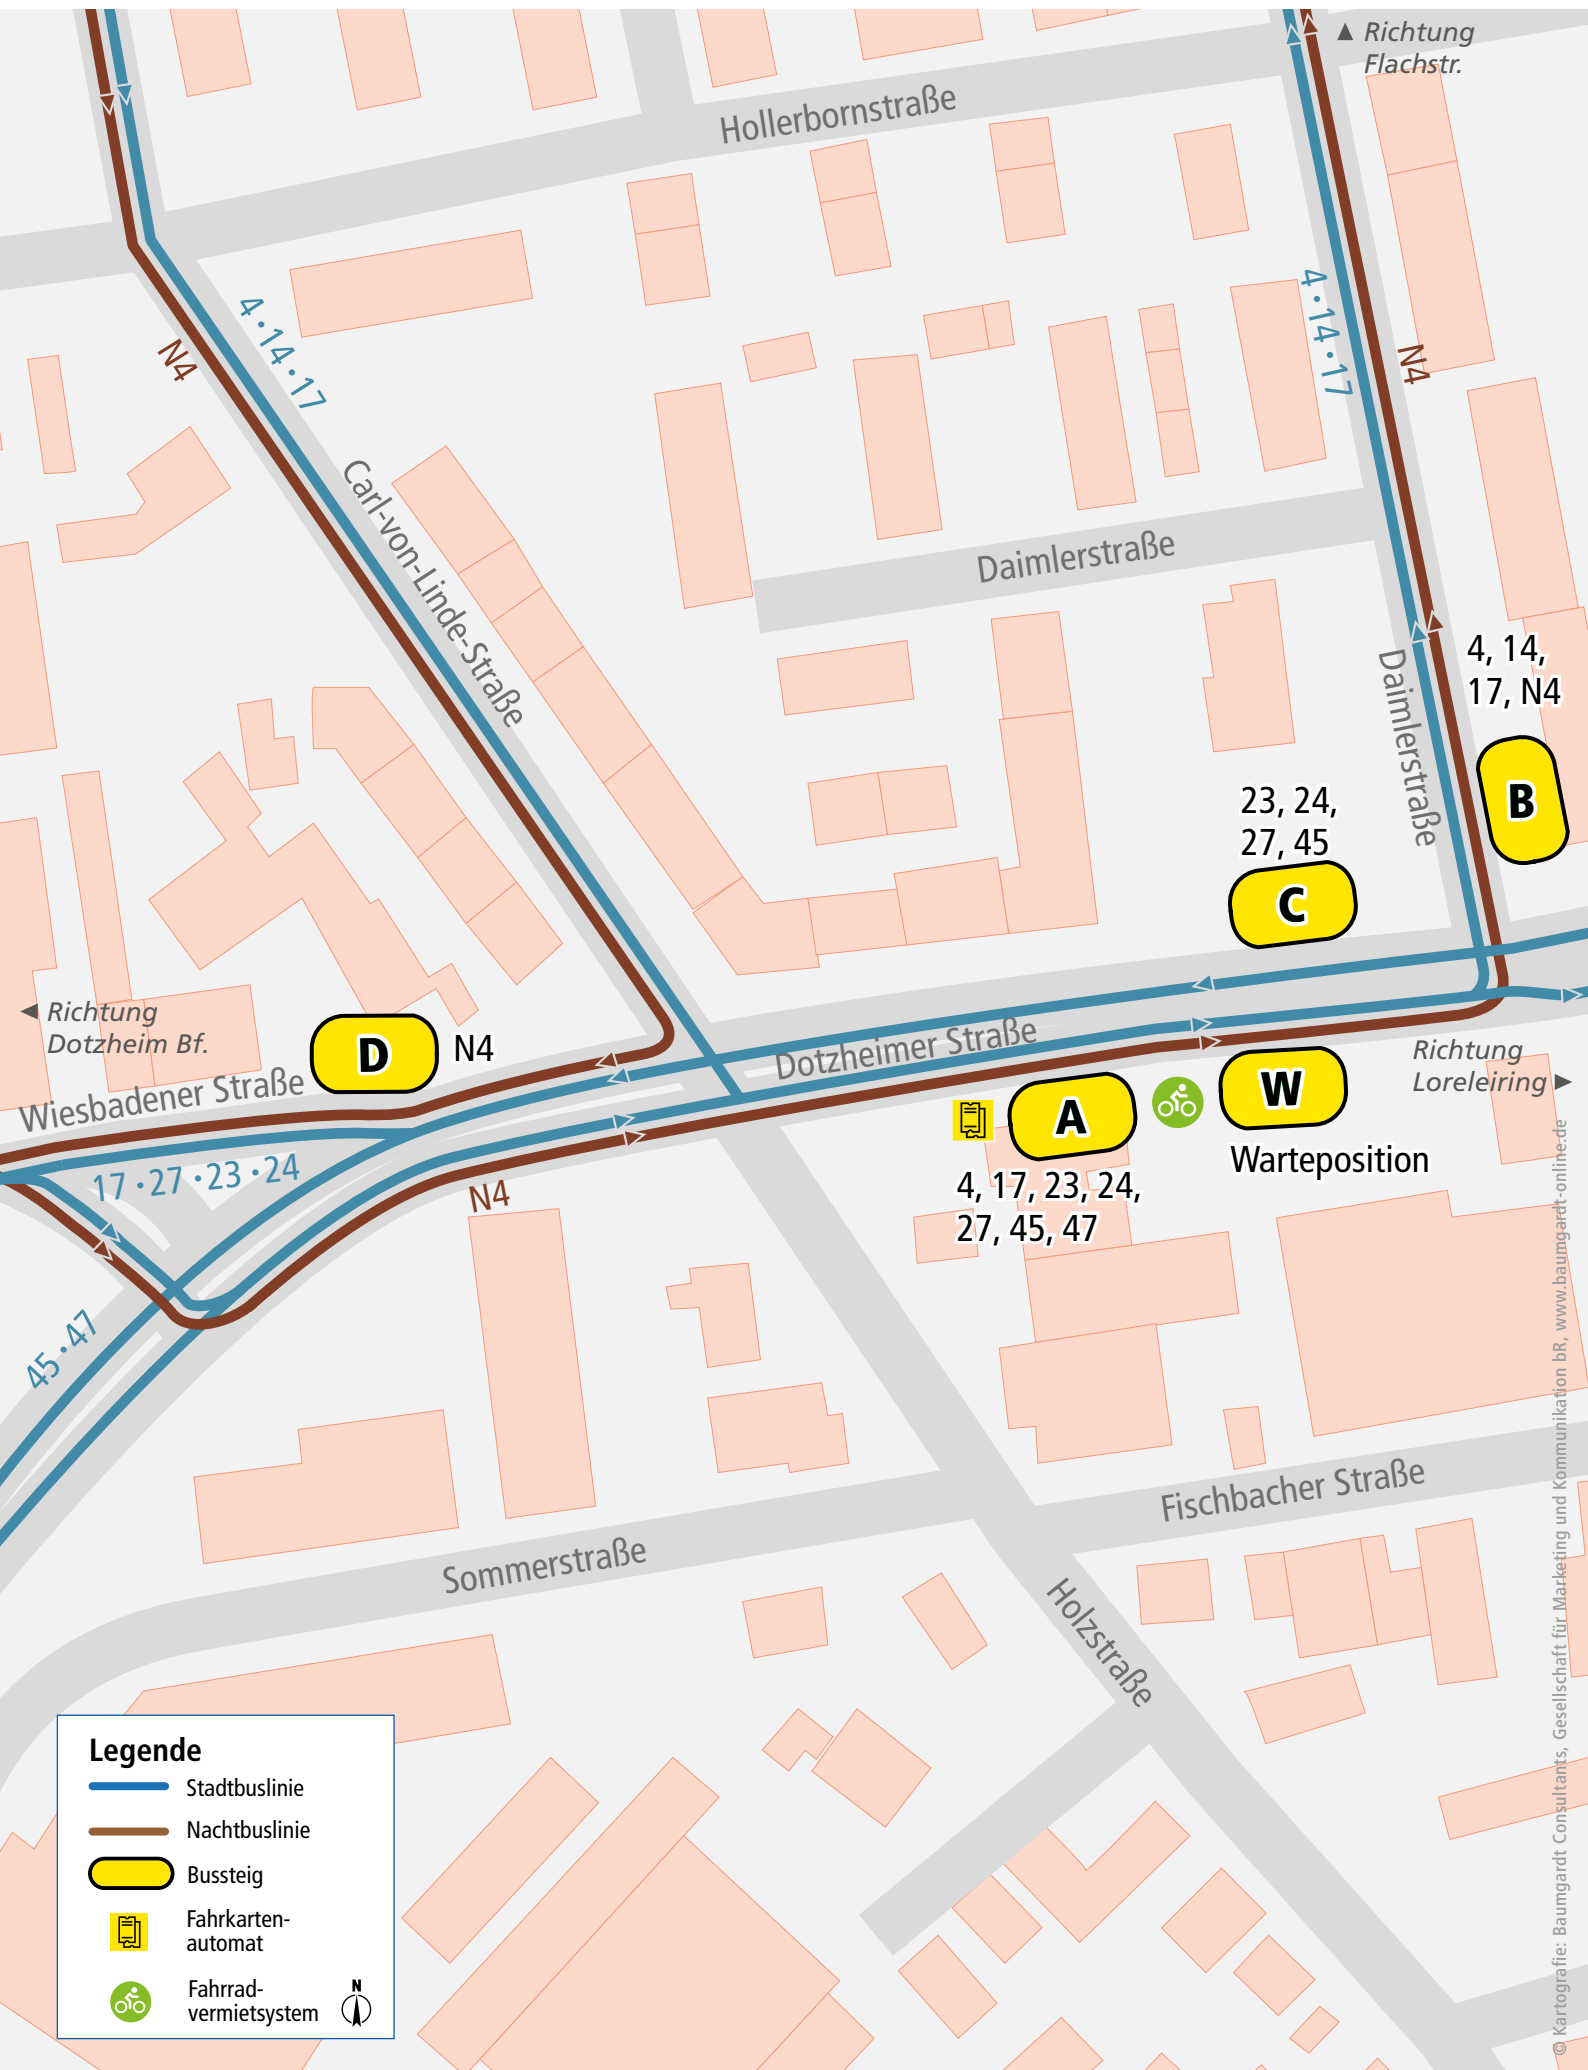 ▲ Richtung
Flachstr.
Hollerbornstraße
4 • 14 • 17
N4
4 • 14 • 17
N4
Carl-von-Linde-Straße
Daimlerstraße
Daimlerstraße
4, 14,
17, N4
B
23, 24,
27, 45
C
◄ Richtung
Dotzheim Bf.
D
N4
Wiesbadener Straße
Dotzheimer Straße
Richtung
Loreleiring ►
A
W
Warteposition
4, 17, 23, 24,
27, 45, 47
17 • 27 • 23 • 24
N4
45 • 47
Fischbacher Straße
Sommerstraße
Holzstraße
Legende
Stadtbuslinie
Nachtbuslinie
Bussteig
Fahrkarten-
automat
Fahrrad-
vermietsystem
N
© Kartografie: Baumgardt Consultants, Gesellschaft für Marketing und Kommunikation bR, www.baumgardt-online.de